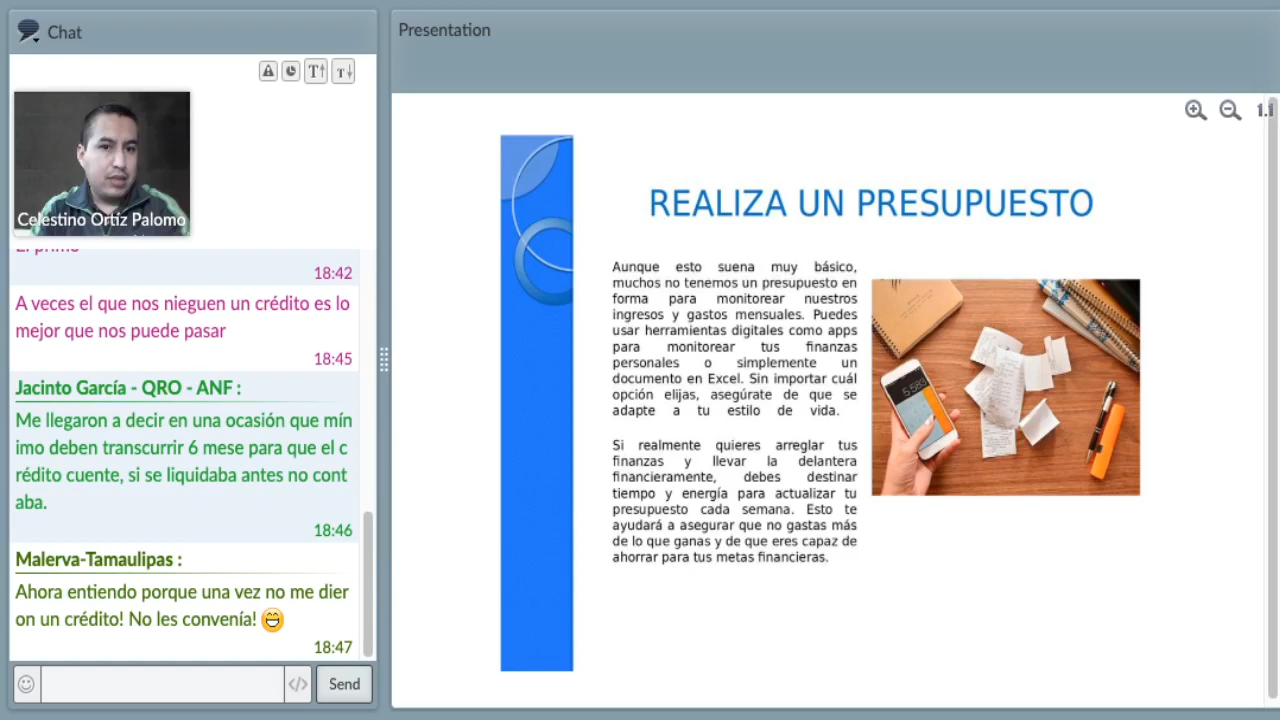 Chat
Presentation
Celestino Ortíz Palomo
El primo
18:42
A veces el que nos nieguen un crédito es lo
mejor que nos puede pasar
18:45
Jacinto García - QRO - ANF :
Me llegaron a decir en una ocasión que mín
imo deben transcurrir 6 mese para que el c
rédito cuente, si se liquidaba antes no cont
aba.
18:46
Malerva-Tamaulipas :
Ahora entiendo porque una vez no me dier
on un crédito! No les convenía! 😁
18:47
Send
REALIZA UN PRESUPUESTO
Aunque esto suena muy básico,
muchos no tenemos un presupuesto en
forma para monitorear nuestros
ingresos y gastos mensuales. Puedes
usar herramientas digitales como apps
para monitorear tus finanzas
personales o simplemente un
documento en Excel. Sin importar cuál
opción elijas, asegúrate de que se
adapte a tu estilo de vida.
Si realmente quieres arreglar tus
finanzas y llevar la delantera
financieramente, debes destinar
tiempo y energía para actualizar tu
presupuesto cada semana. Esto te
ayudará a asegurar que no gastas más
de lo que ganas y de que eres capaz de
ahorrar para tus metas financieras.